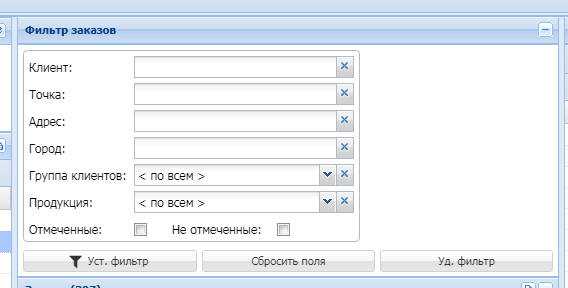 Фильтр заказов
Клиент:
Точка:
Адрес:
Город:
Группа клиентов: < по всем >
Продукция: < по всем >
Отмеченные: Не отмеченные:
Уст. фильтр Сбросить поля Уд. фильтр